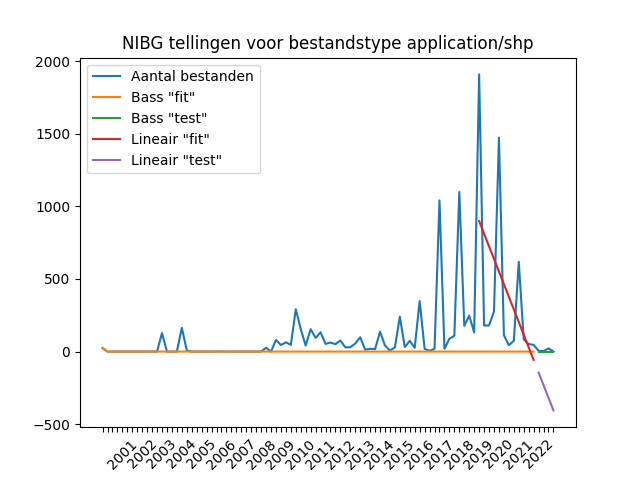 NIBG tellingen voor bestandstype application/shp
2000
1500
1000
500
0
−500
Aantal bestanden
Bass "fit"
Bass "test"
Lineair "fit"
Lineair "test"
2001 2002 2003 2004 2005 2006 2007 2008 2009 2010 2011 2012 2013 2014 2015 2016 2017 2018 2019 2020 2021 2022